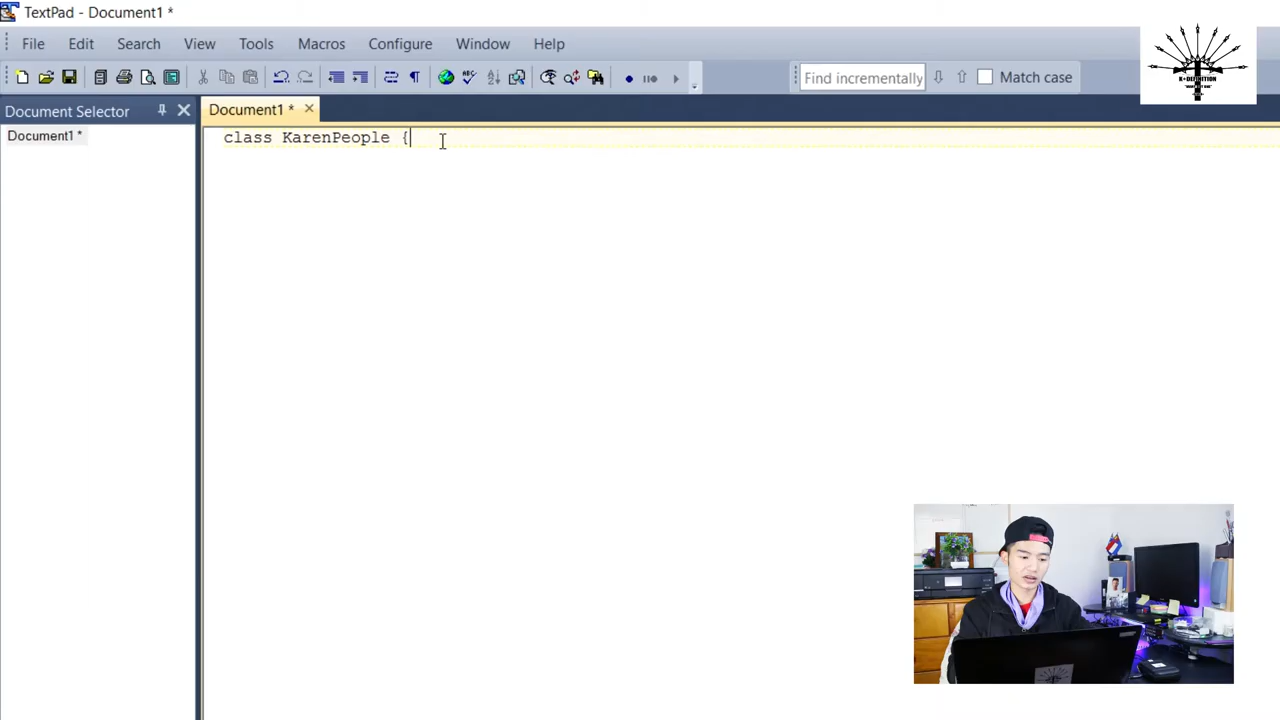 TextPad - Document1 *
File Edit Search View Tools Macros Configure Window Help
Find incrementally Match case
K * DEFINITION
Document Selector
Document1 *
Document1 *
class KarenPeople {